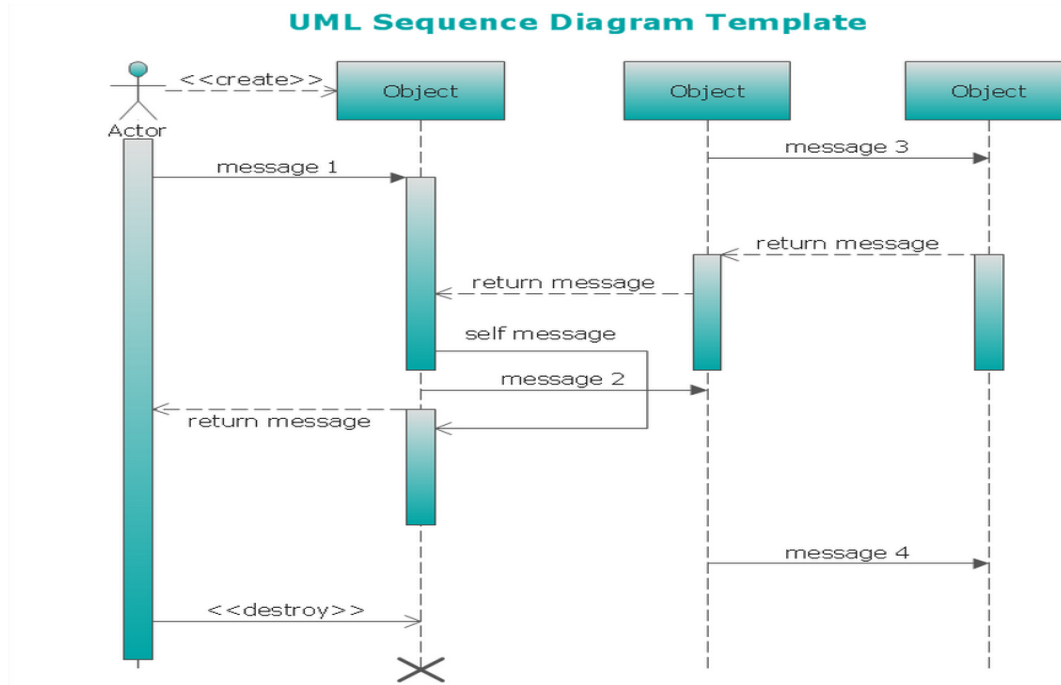 UML Sequence Diagram Template
<<create>>
Object
Object
Object
Actor
message 3
message 1
return message
return message
self message
message 2
return message
message 4
<<destroy>>